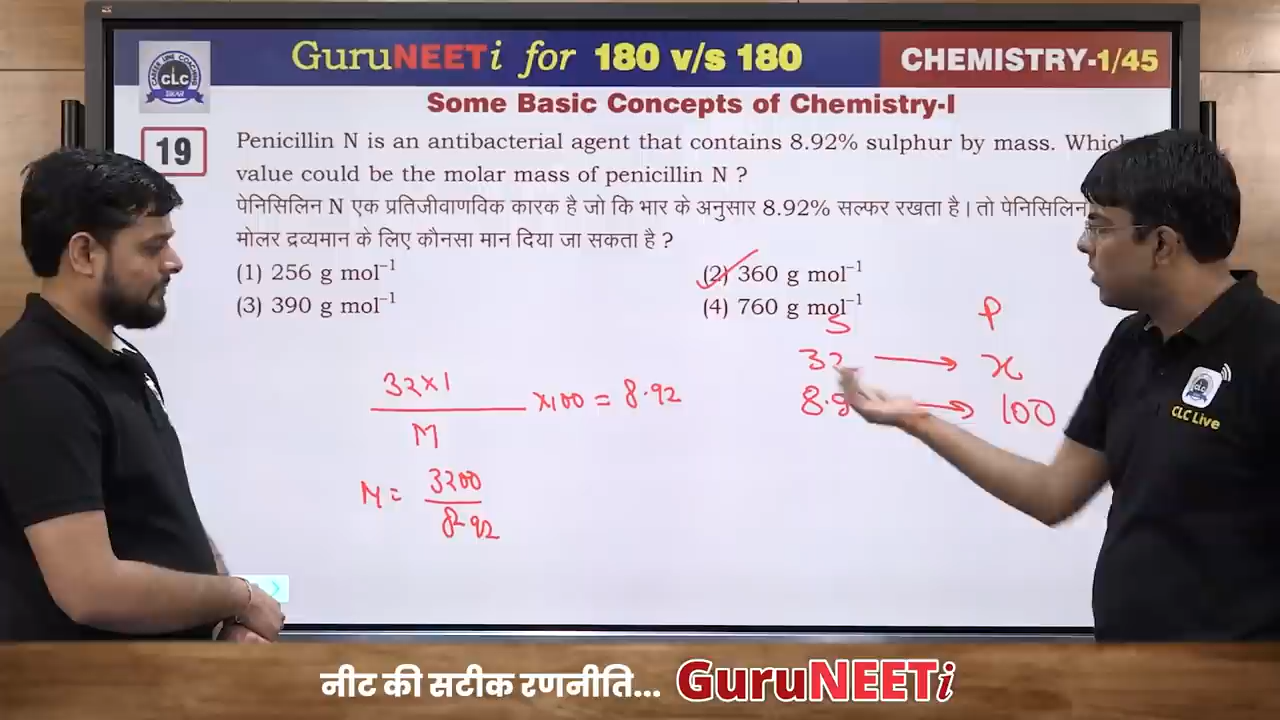 GuruNEETi for 180 v/s 180
CHEMISTRY-1/45
CLC
SIKAR
Some Basic Concepts of Chemistry-I
19
Penicillin N is an antibacterial agent that contains 8.92% sulphur by mass. Which
value could be the molar mass of penicillin N ?
पेनिसिलिन N एक प्रतिजीवाणविक कारक है जो कि भार के अनुसार 8.92% सल्फर रखता है। तो पेनिसिलिन
मोलर द्रव्यमान के लिए कौनसा मान दिया जा सकता है ?
(1) 256 g mol⁻¹
(2) 360 g mol⁻¹
(3) 390 g mol⁻¹
(4) 760 g mol⁻¹
S P
32 → x
8.9 → 100
32×1
M
×100 = 8.92
M = 3200
8.92
CLC
CLC Live
नीट की सटीक रणनीति... GuruNEETi